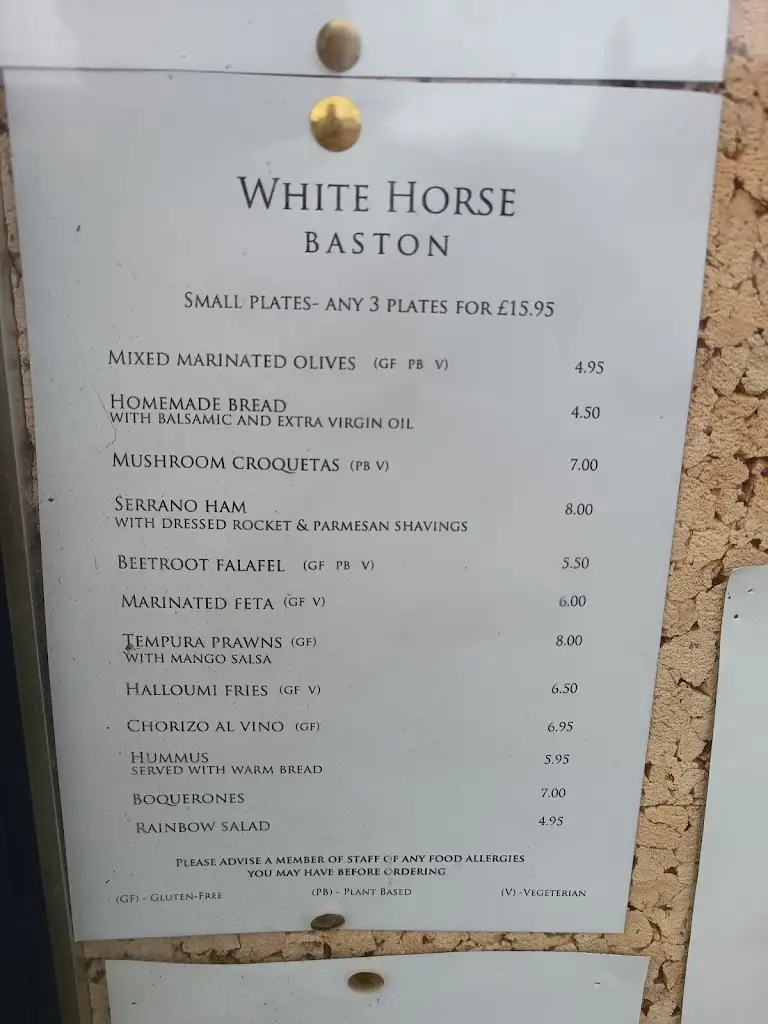 WHITE HORSE
BASTON
SMALL PLATES- ANY 3 PLATES FOR £15.95
MIXED MARINATED OLIVES (GF PB V) 4.95
HOMEMADE BREAD 4.50
WITH BALSAMIC AND EXTRA VIRGIN OIL
MUSHROOM CROQUETAS (PB V) 7.00
SERRANO HAM 8.00
WITH DRESSED ROCKET & PARMESAN SHAVINGS
BEETROOT FALAFEL (GF PB V) 5.50
MARINATED FETA (GF V) 6.00
TEMPURA PRAWNS (GF) 8.00
WITH MANGO SALSA
HALLOUMI FRIES (GF V) 6.50
CHORIZO AL VINO (GF) 6.95
HUMMUS 5.95
SERVED WITH WARM BREAD
BOQUERONES 7.00
RAINBOW SALAD 4.95
PLEASE ADVISE A MEMBER OF STAFF OF ANY FOOD ALLERGIES
YOU MAY HAVE BEFORE ORDERING
(GF) - GLUTEN-FREE (PB) - PLANT BASED (V) -VEGETERIAN